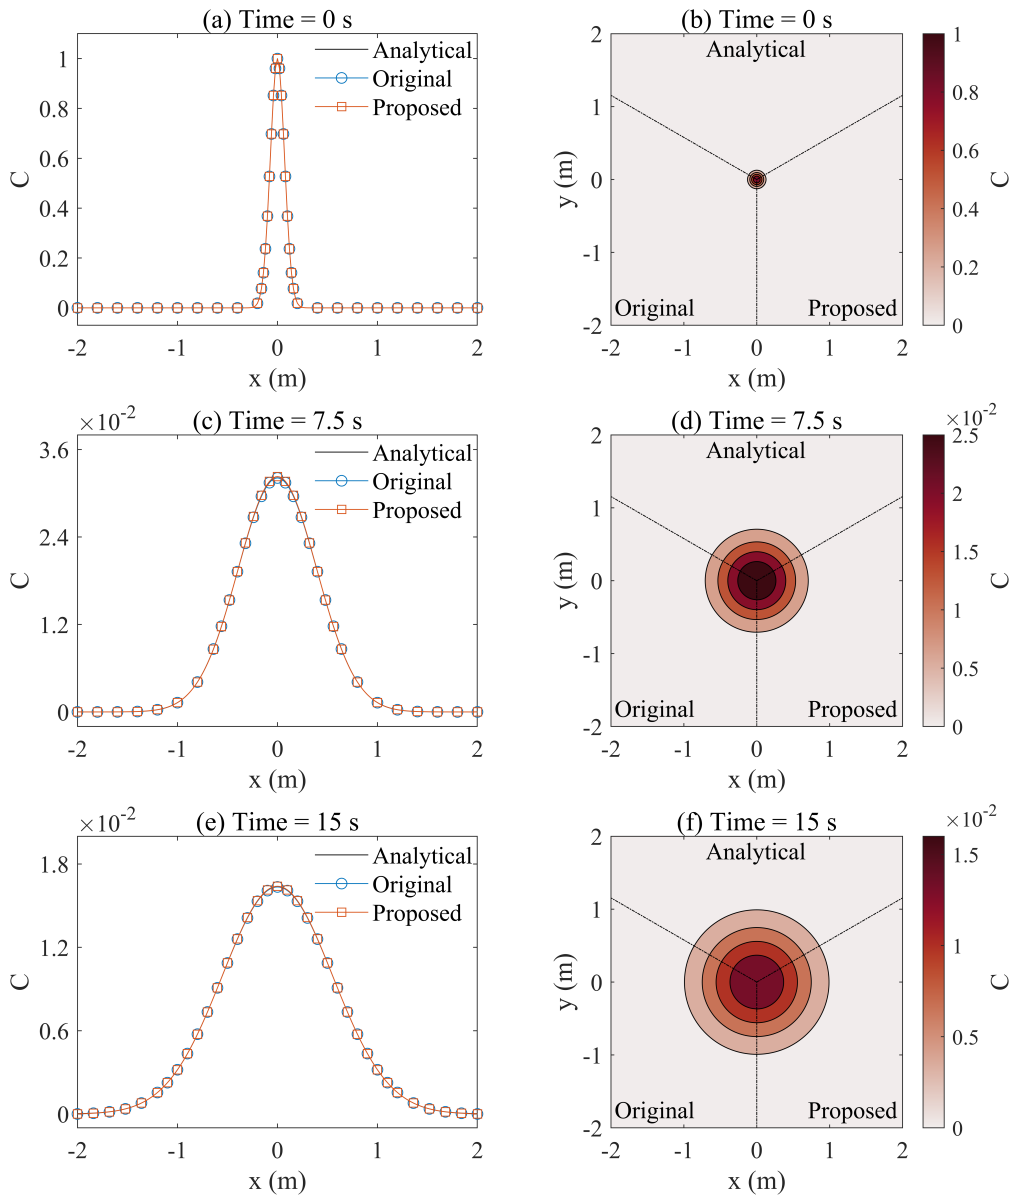 (a) Time = 0 s
1
0.8
0.6
0.4
0.2
0
C
-2 -1 0 1 2
x (m)
Analytical
Original
Proposed
(b) Time = 0 s
2
1
0
-1
-2
y (m)
-2 -1 0 1 2
x (m)
Analytical
Original Proposed
1
0.8
0.6
0.4
0.2
0
C
(c) Time = 7.5 s
×10-2
3.6
2.4
1.2
0
C
-2 -1 0 1 2
x (m)
Analytical
Original
Proposed
(d) Time = 7.5 s
2
1
0
-1
-2
y (m)
-2 -1 0 1 2
x (m)
Analytical
Original Proposed
×10-2
2.5
2
1.5
1
0.5
0
C
(e) Time = 15 s
×10-2
1.8
1.2
0.6
0
C
-2 -1 0 1 2
x (m)
Analytical
Original
Proposed
(f) Time = 15 s
2
1
0
-1
-2
y (m)
-2 -1 0 1 2
x (m)
Analytical
Original Proposed
×10-2
1.5
1
0.5
0
C